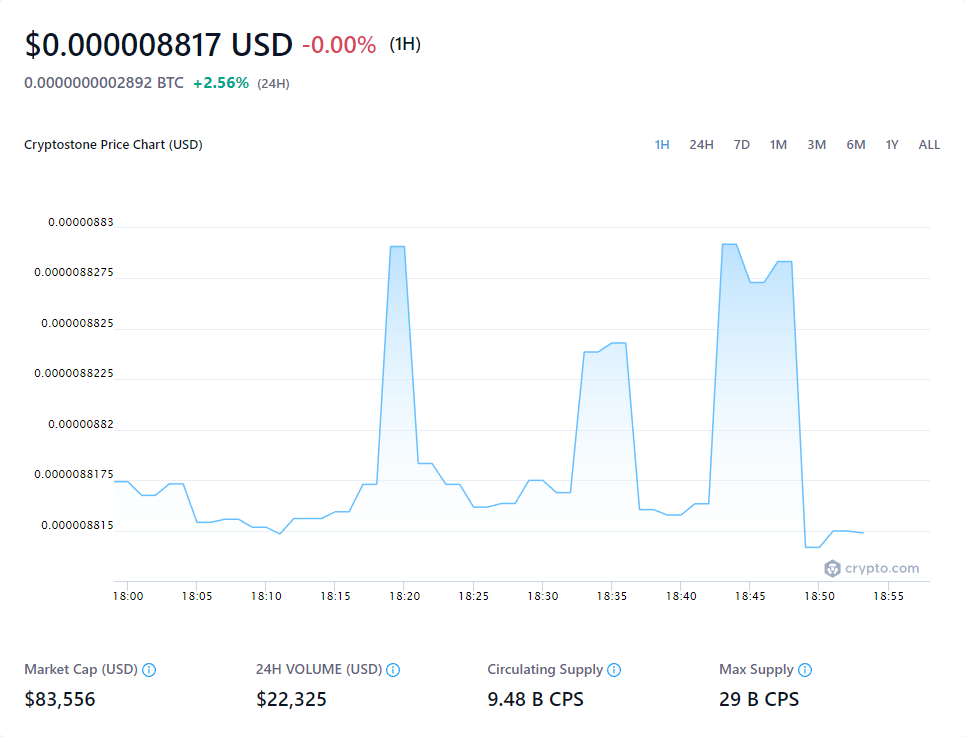 $0.000008817 USD -0.00% (1H)
0.0000000002892 BTC +2.56% (24H)
Cryptostone Price Chart (USD) 1H 24H 7D 1M 3M 6M 1Y ALL
0.00000883
0.0000088275
0.000008825
0.0000088225
0.00000882
0.0000088175
0.000008815
crypto.com
18:00 18:05 18:10 18:15 18:20 18:25 18:30 18:35 18:40 18:45 18:50 18:55
Market Cap (USD) 24H VOLUME (USD) Circulating Supply Max Supply
$83,556 $22,325 9.48 B CPS 29 B CPS